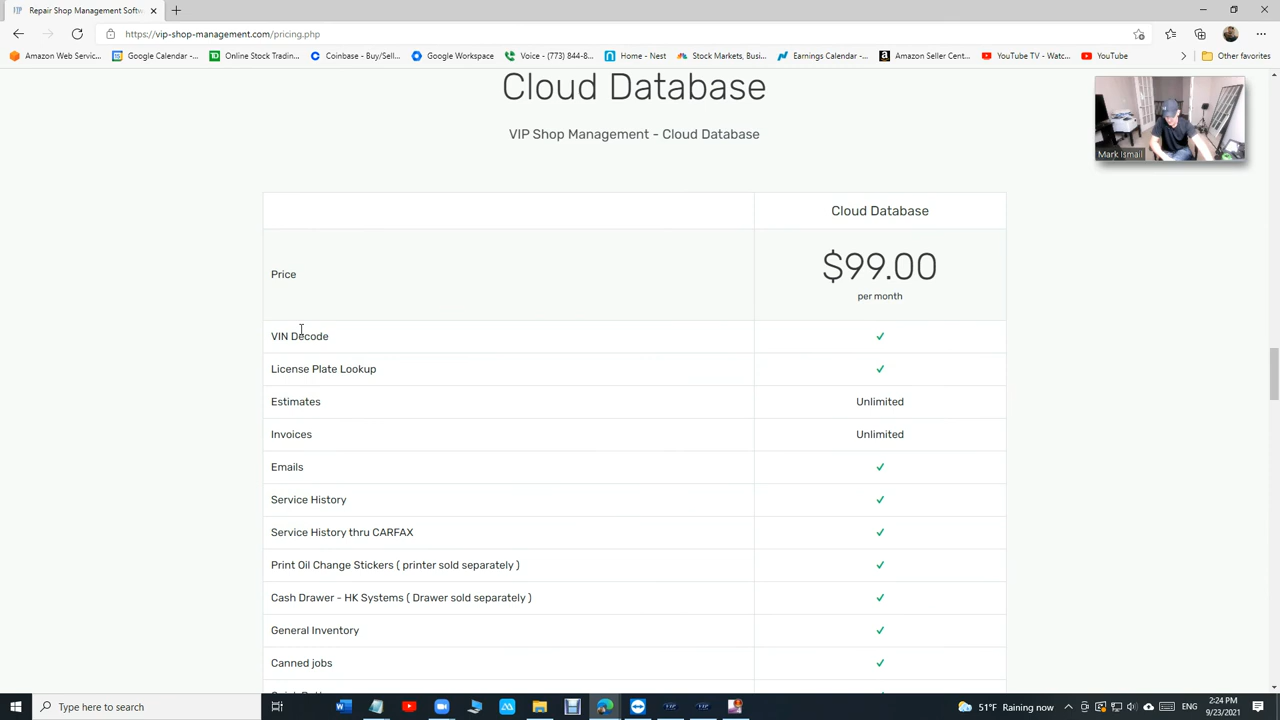 Repair Shop Management Softw
https://vip-shop-management.com/pricing.php
Amazon Web Servic...
Google Calendar -...
Online Stock Tradin...
Coinbase - Buy/Sell...
Google Workspace
Voice - (773) 844-8...
Home - Nest
Stock Markets, Busi...
Earnings Calendar -...
Amazon Seller Cent...
YouTube TV - Watc...
YouTube
Other favorites
Cloud Database
VIP Shop Management - Cloud Database
Mark Ismail
Cloud Database
Price
$99.00
per month
VIN Decode
License Plate Lookup
Estimates Unlimited
Invoices Unlimited
Emails
Service History
Service History thru CARFAX
Print Oil Change Stickers ( printer sold separately )
Cash Drawer - HK Systems ( Drawer sold separately )
General Inventory
Canned jobs
Type here to search
51°F Raining now
ENG
2:24 PM
9/23/2021